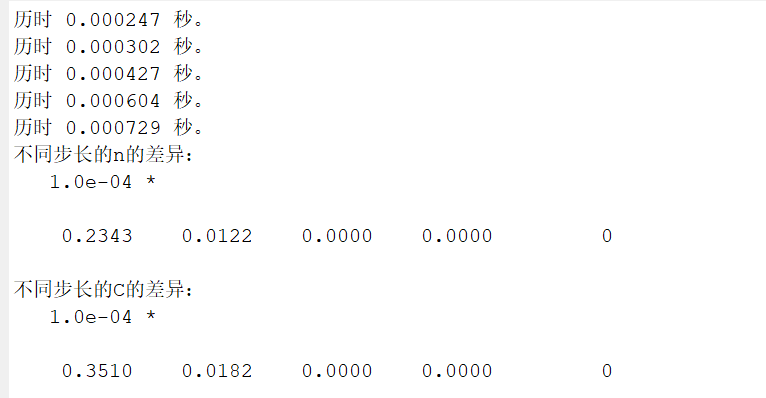 历时 0.000247 秒。
历时 0.000302 秒。
历时 0.000427 秒。
历时 0.000604 秒。
历时 0.000729 秒。
不同步长的n的差异:
1.0e-04 *
0.2343 0.0122 0.0000 0.0000 0
不同步长的C的差异:
1.0e-04 *
0.3510 0.0182 0.0000 0.0000 0